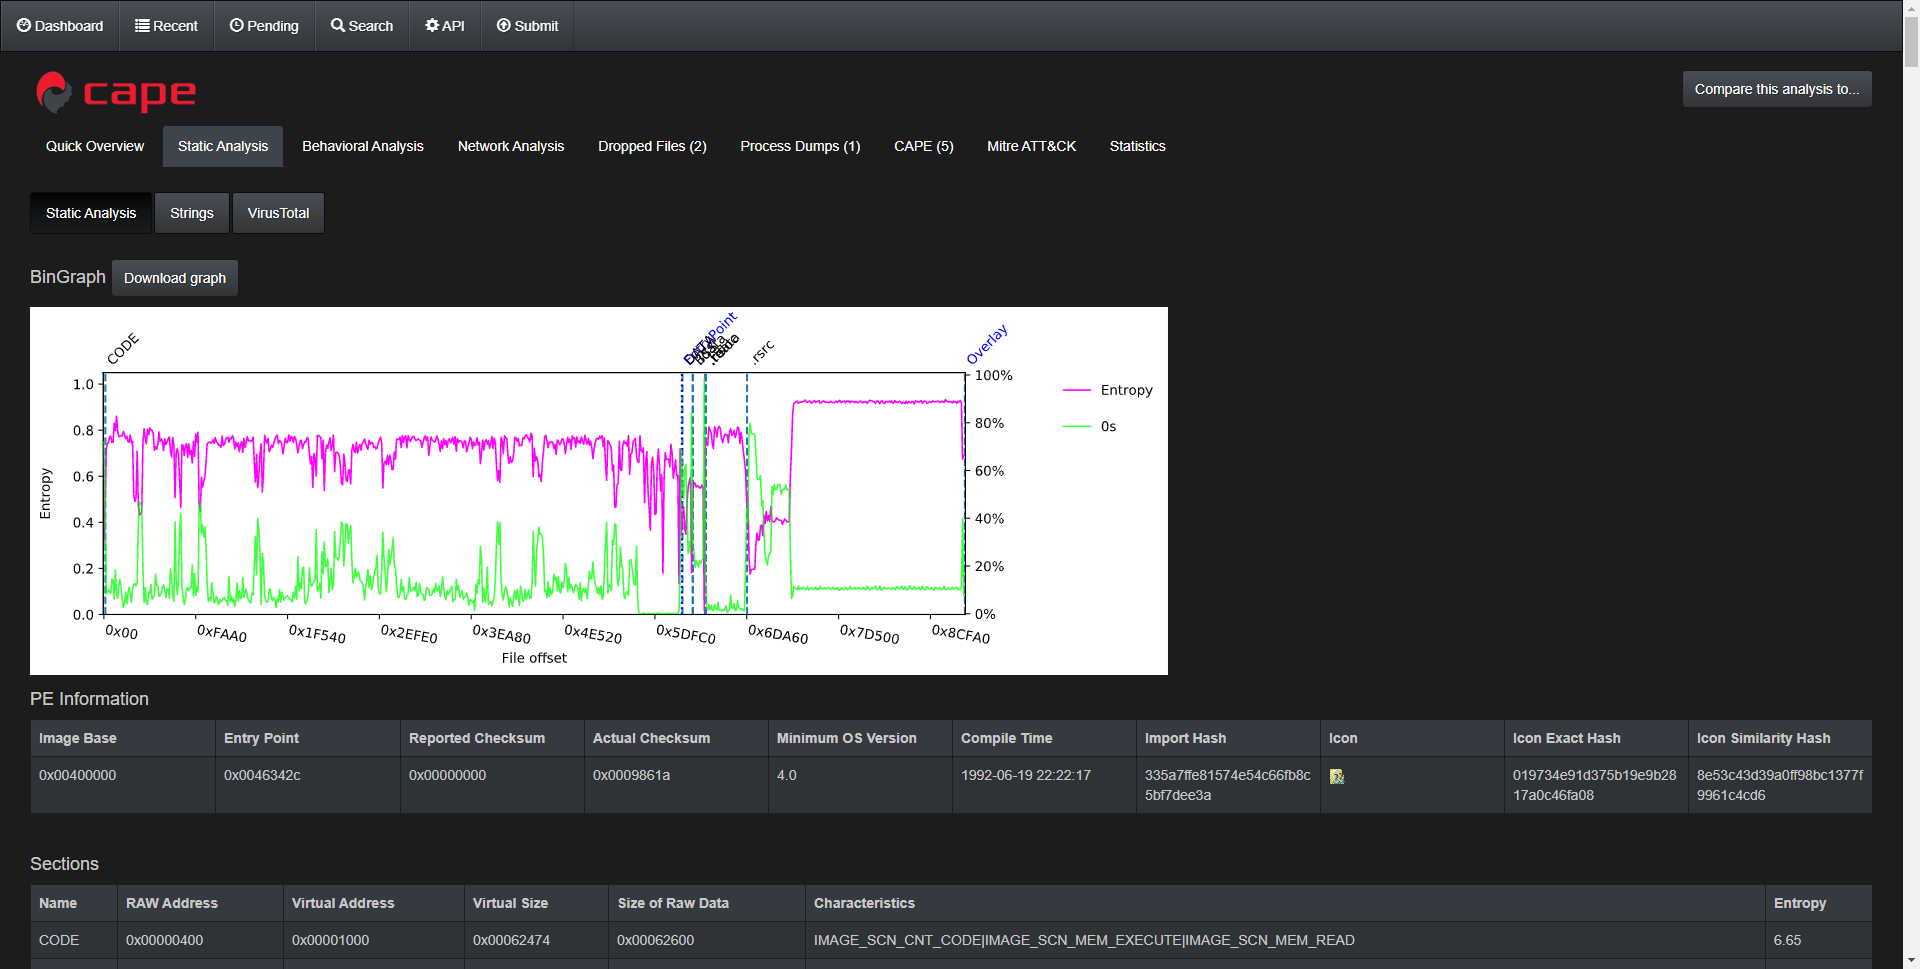 Dashboard Recent Pending Search API Submit
cape
Compare this analysis to...
Quick Overview Static Analysis Behavioral Analysis Network Analysis Dropped Files (2) Process Dumps (1) CAPE (5) Mitre ATT&CK Statistics
Static Analysis Strings VirusTotal
BinGraph Download graph
CODE .rsrc Overlay
1.0 100%
Entropy
0.8 80%
0s
0.6 60%
Entropy
0.4 40%
0.2 20%
0.0 0%
0x00 0xFAA0 0x1F540 0x2EFE0 0x3EA80 0x4E520 0x5DFC0 0x6DA60 0x7D500 0x8CFA0
File offset
PE Information
Image Base Entry Point Reported Checksum Actual Checksum Minimum OS Version Compile Time Import Hash Icon Icon Exact Hash Icon Similarity Hash
0x00400000 0x0046342c 0x00000000 0x0009861a 4.0 1992-06-19 22:22:17 335a7ffe81574e54c66fb8c 019734e91d375b19e9b28 8e53c43d39a0ff98bc1377f
5bf7dee3a 17a0c46fa08 9961c4cd6
Sections
Name RAW Address Virtual Address Virtual Size Size of Raw Data Characteristics Entropy
CODE 0x00000400 0x00001000 0x00062474 0x00062600 IMAGE_SCN_CNT_CODE|IMAGE_SCN_MEM_EXECUTE|IMAGE_SCN_MEM_READ 6.65